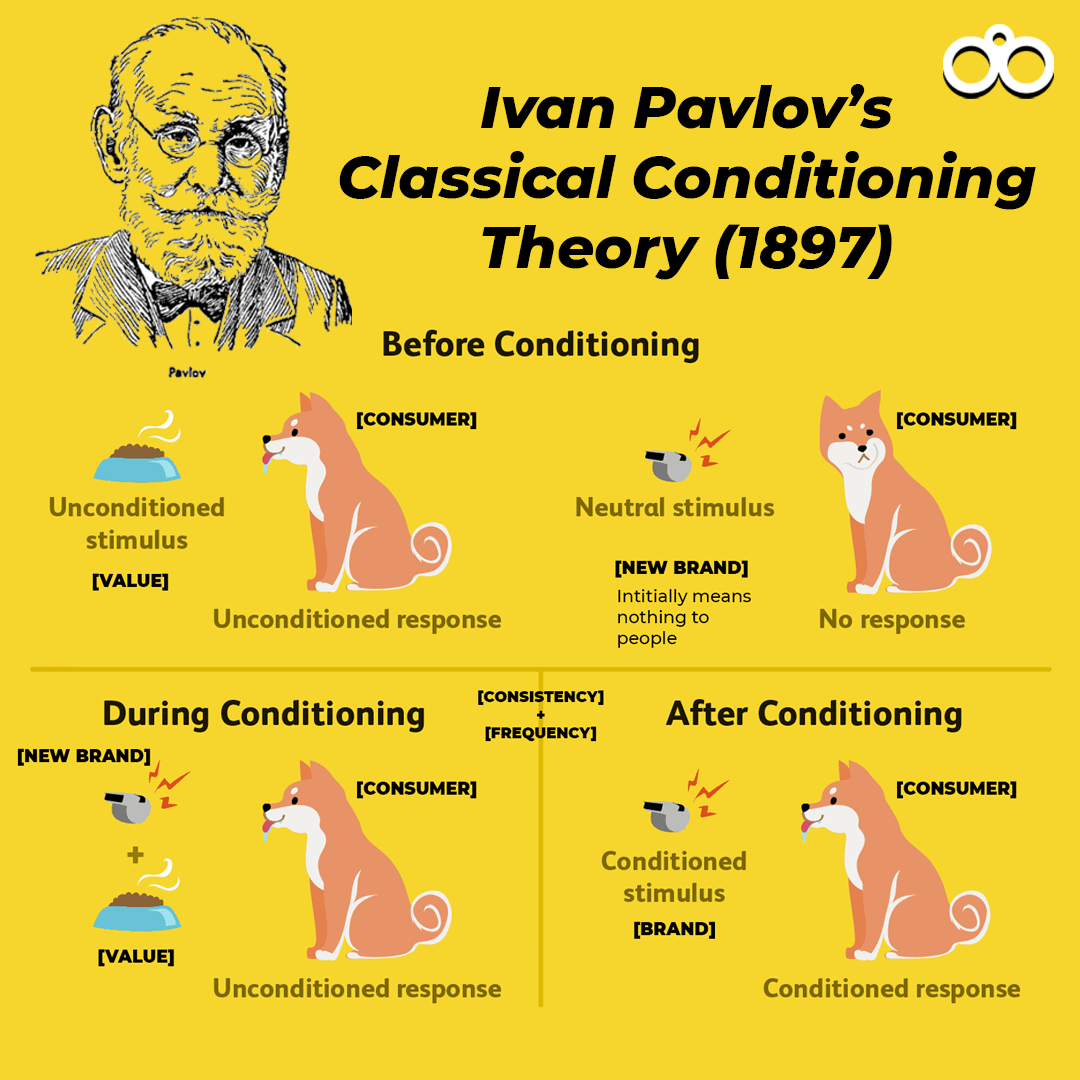 Ivan Pavlov’s
Classical Conditioning
Theory (1897)
Pavlov
Before Conditioning
[CONSUMER]
Unconditioned
stimulus
[VALUE]
Unconditioned response
[CONSUMER]
Neutral stimulus
[NEW BRAND]
Intitially means
nothing to
people
No response
[CONSISTENCY]
+
[FREQUENCY]
During Conditioning
[NEW BRAND]
[CONSUMER]
+
[VALUE]
Unconditioned response
After Conditioning
[CONSUMER]
Conditioned
stimulus
[BRAND]
Conditioned response